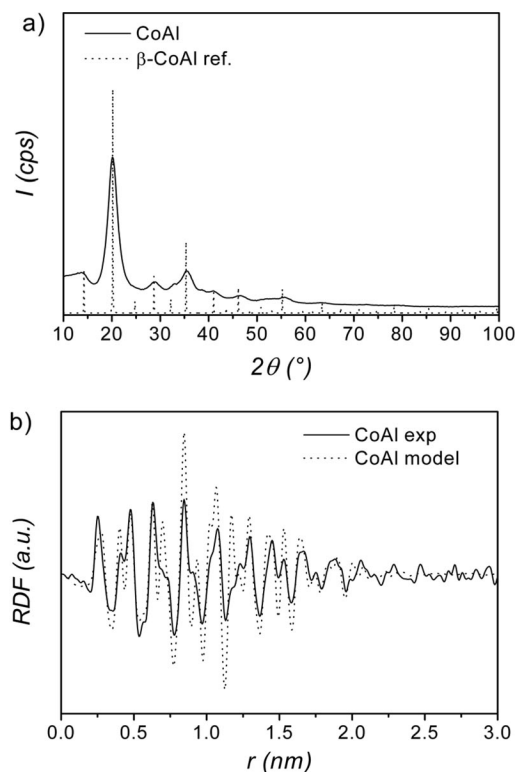 a)
CoAl
β-CoAl ref.
I (cps)
10 20 30 40 50 60 70 80 90 100
2θ (°)
b)
CoAl exp
CoAl model
RDF (a.u.)
0.0 0.5 1.0 1.5 2.0 2.5 3.0
r (nm)